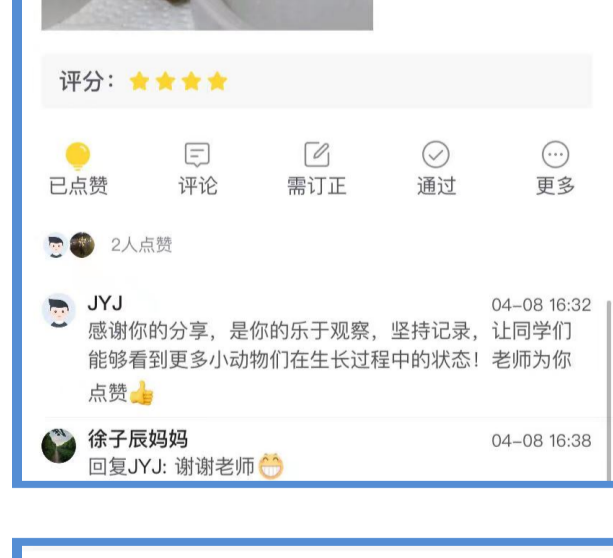 评分：
已点赞 评论 需订正 通过 更多
2人点赞
JYJ 04-08 16:32
感谢你的分享，是你的乐于观察，坚持记录，让同学们
能够看到更多小动物们在生长过程中的状态！老师为你
点赞👍
徐子辰妈妈 04-08 16:38
回复JYJ: 谢谢老师😁